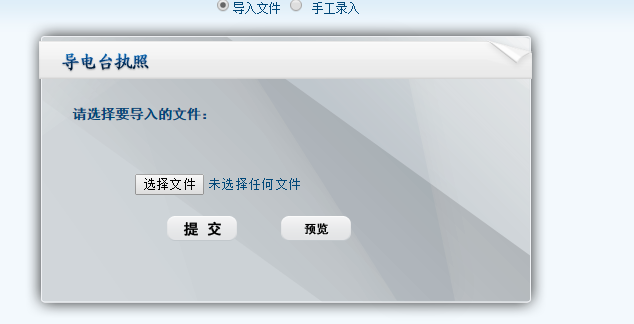 导入文件 手工录入
导电台执照
请选择要导入的文件：
选择文件 未选择任何文件
提 交 预览